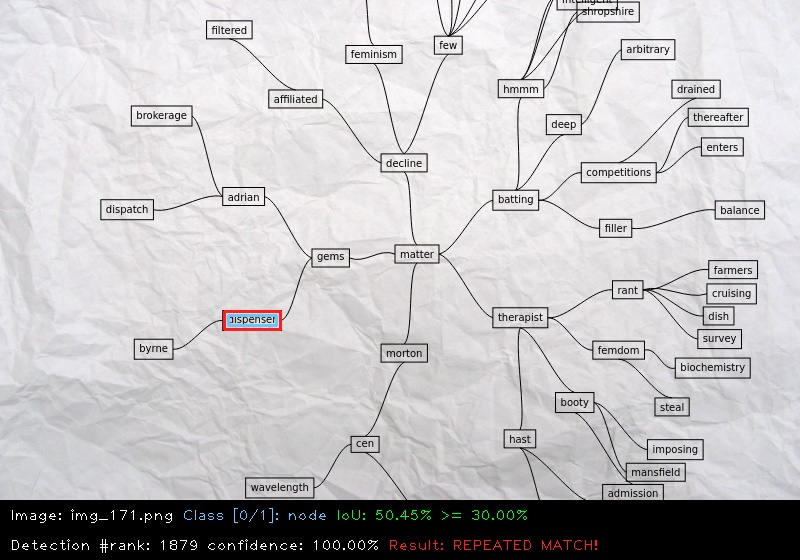 intelligent
shropshire
filtered
few
feminism
arbitrary
hmmm
drained
affiliated
brokerage
thereafter
deep
enters
decline
competitions
adrian
batting
dispatch
balance
filler
matter
gems
farmers
rant
cruising
dispenser
therapist
dish
survey
byrne
morton
femdom
biochemistry
booty
steal
cen
hast
imposing
mansfield
wavelength
admission
Image: img_171.png Class [0/1]: node IoU: 50.45% >= 30.00%
Detection #rank: 1879 confidence: 100.00% Result: REPEATED MATCH!